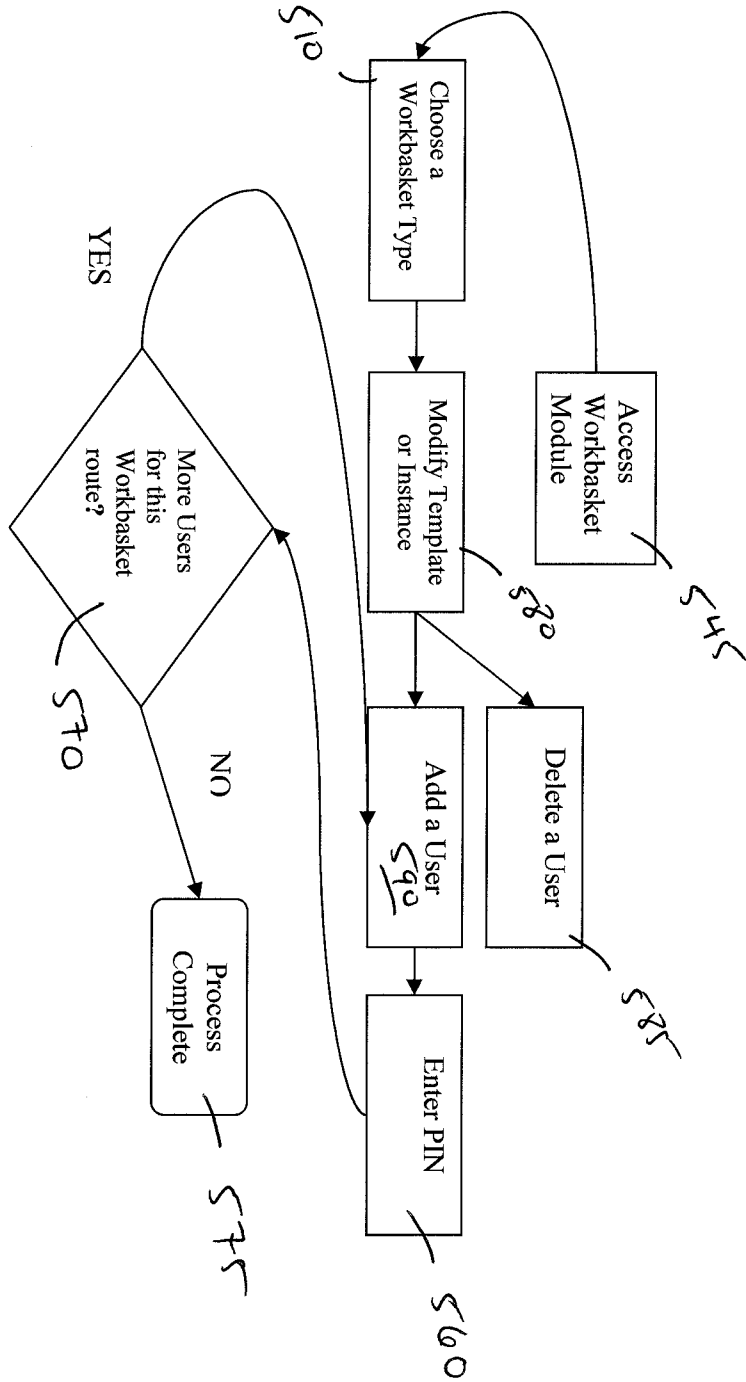 Access
Workbasket
Module
545
510
Choose a
Workbasket Type
Modify Template
or Instance
580
Delete a User
585
Add a User
590
Enter PIN
560
YES
More Users
for this
Workbasket
route?
570
NO
Process
Complete
575